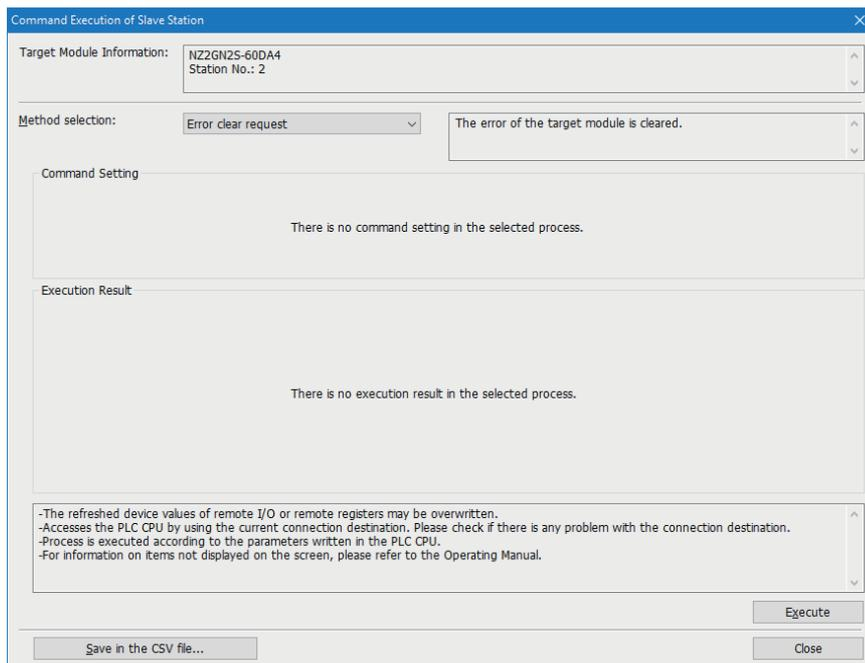 Command Execution of Slave Station
Target Module Information:
NZ2GN2S-60DA4
Station No.: 2
Method selection:
Error clear request
The error of the target module is cleared.
Command Setting
There is no command setting in the selected process.
Execution Result
There is no execution result in the selected process.
-The refreshed device values of remote I/O or remote registers may be overwritten.
-Accesses the PLC CPU by using the current connection destination. Please check if there is any problem with the connection destination.
-Process is executed according to the parameters written in the PLC CPU.
-For information on items not displayed on the screen, please refer to the Operating Manual.
Execute
Save in the CSV file...
Close